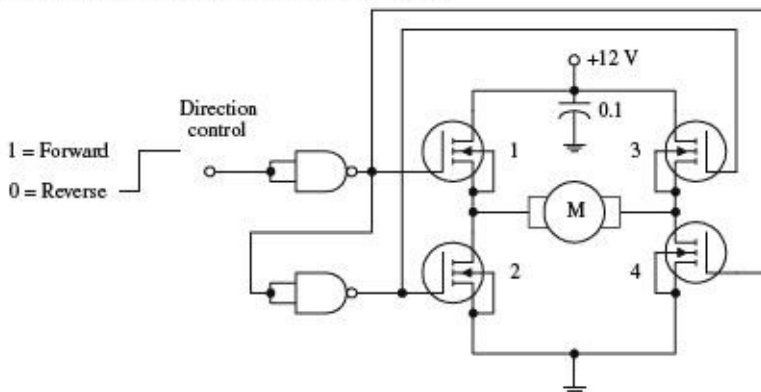 +12 V
Direction
control
0.1
1 = Forward
0 = Reverse
1
3
M
2
4